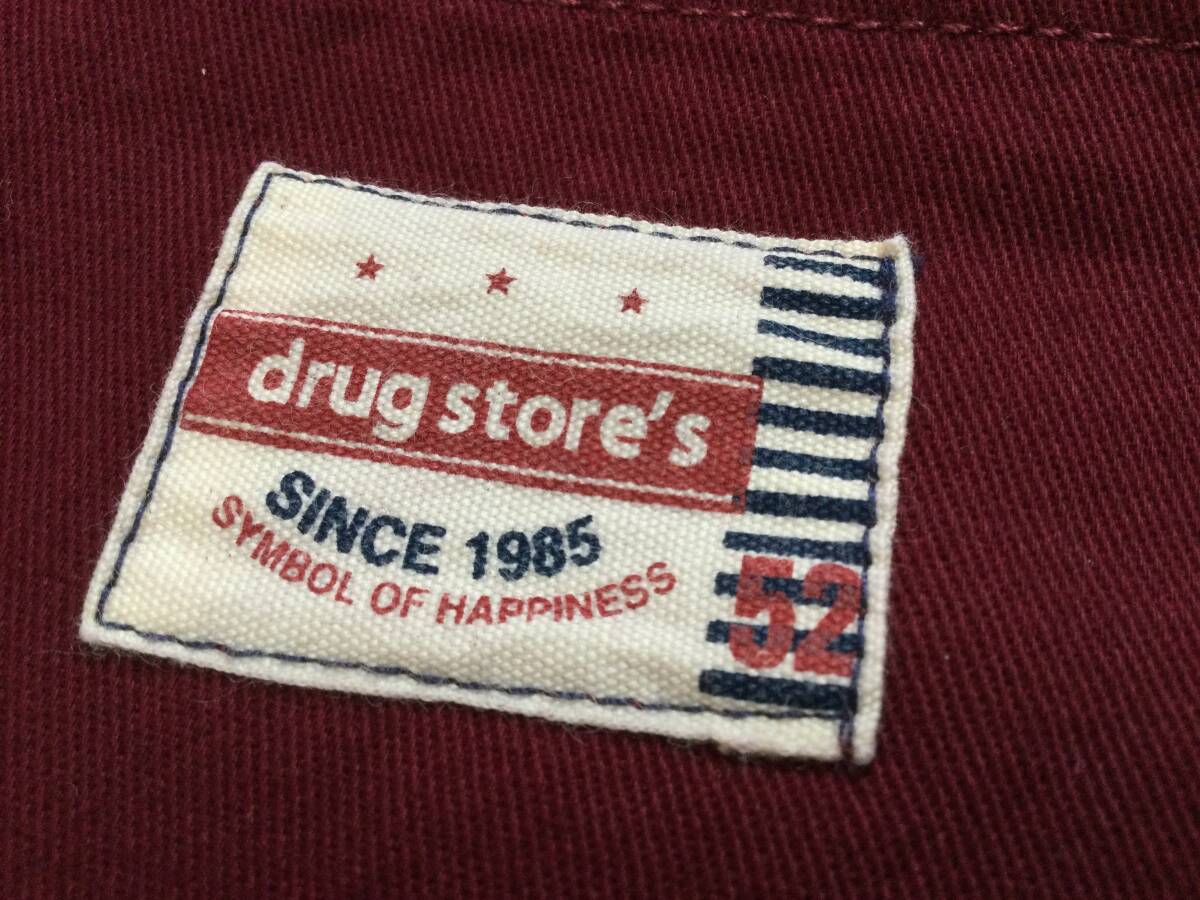 drug store's
SINCE 1985
SYMBOL OF HAPPINESS
52